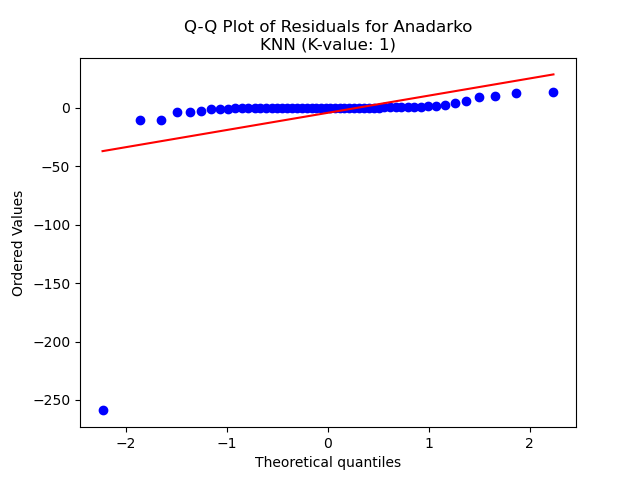 Q-Q Plot of Residuals for Anadarko
KNN (K-value: 1)
Ordered Values
0
−50
−100
−150
−200
−250
−2
−1
0
1
2
Theoretical quantiles